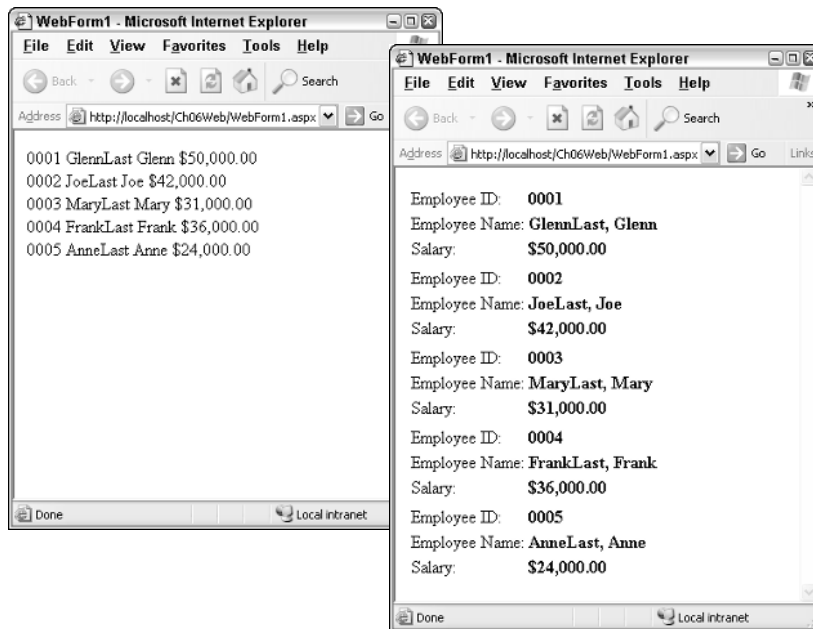 WebForm1 - Microsoft Internet Explorer
File Edit View Favorites Tools Help
Back Search
Address http://localhost/Ch06Web/WebForm1.aspx Go
0001 GlennLast Glenn $50,000.00
0002 JoeLast Joe $42,000.00
0003 MaryLast Mary $31,000.00
0004 FrankLast Frank $36,000.00
0005 AnneLast Anne $24,000.00
Done Local intranet
WebForm1 - Microsoft Internet Explorer
File Edit View Favorites Tools Help
Back Search »
Address http://localhost/Ch06Web/WebForm1.aspx Go Links
Employee ID: 0001
Employee Name: GlennLast, Glenn
Salary: $50,000.00
Employee ID: 0002
Employee Name: JoeLast, Joe
Salary: $42,000.00
Employee ID: 0003
Employee Name: MaryLast, Mary
Salary: $31,000.00
Employee ID: 0004
Employee Name: FrankLast, Frank
Salary: $36,000.00
Employee ID: 0005
Employee Name: AnneLast, Anne
Salary: $24,000.00
Done Local intranet